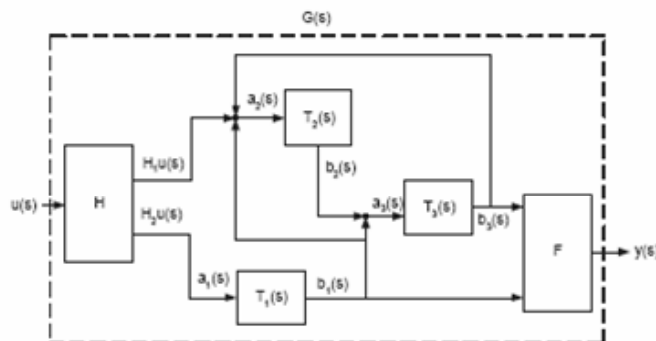 G(s)
a₂(s)
T₂(s)
H₁u(s)
b₂(s)
a₃(s)
T₃(s)
b₃(s)
u(s)
H
H₂u(s)
F
y(s)
a₁(s)
T₁(s)
b₁(s)